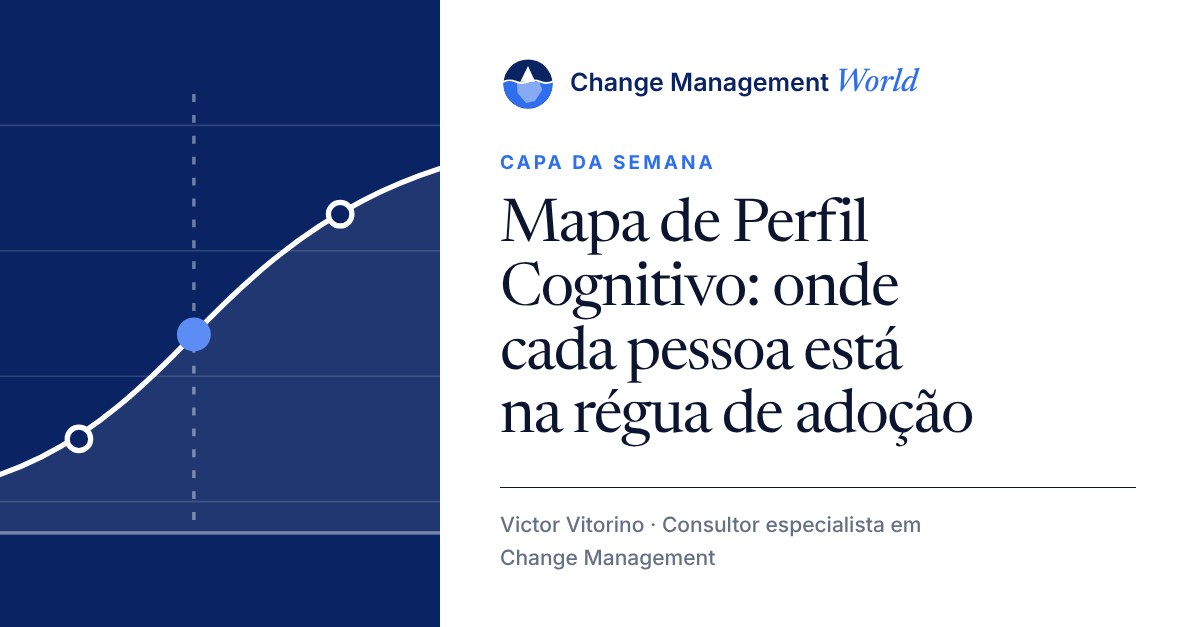 Change Management World
CAPA DA SEMANA
Mapa de Perfil
Cognitivo: onde
cada pessoa está
na régua de adoção
Victor Vitorino · Consultor especialista em
Change Management